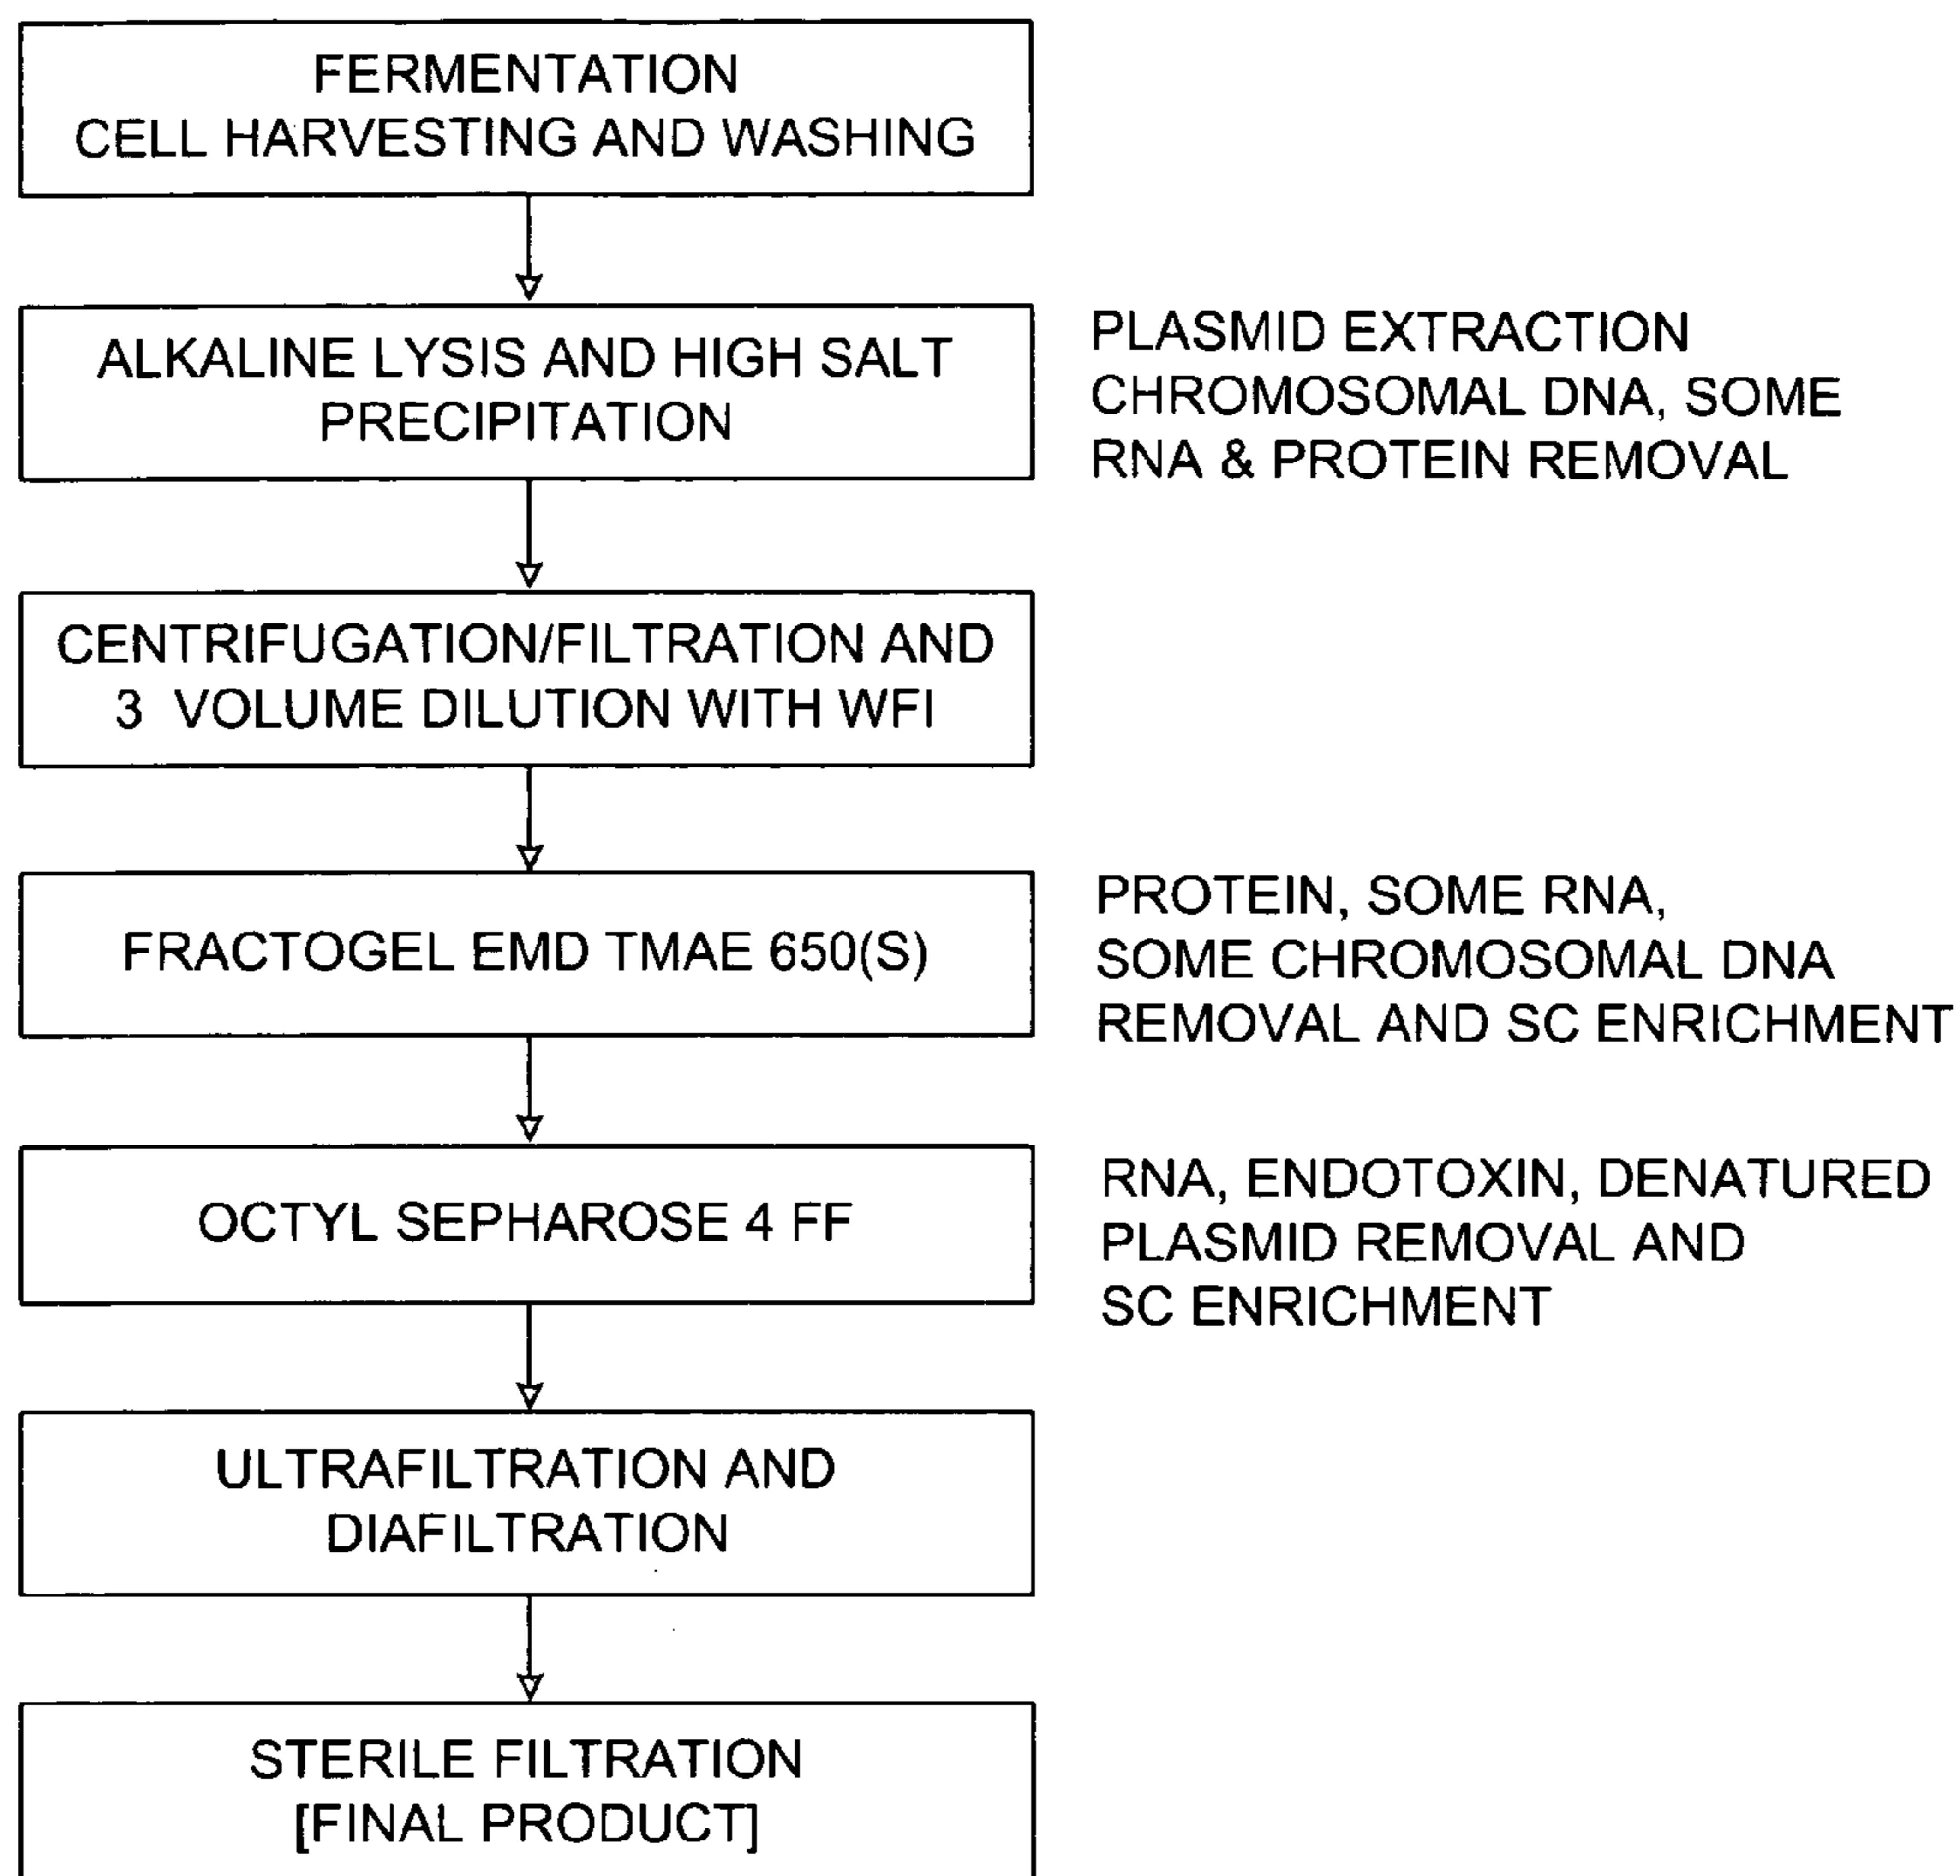 FERMENTATION
CELL HARVESTING AND WASHING
ALKALINE LYSIS AND HIGH SALT
PRECIPITATION
PLASMID EXTRACTION
CHROMOSOMAL DNA, SOME
RNA & PROTEIN REMOVAL
CENTRIFUGATION/FILTRATION AND
3 VOLUME DILUTION WITH WFI
FRACTOGEL EMD TMAE 650(S)
PROTEIN, SOME RNA,
SOME CHROMOSOMAL DNA
REMOVAL AND SC ENRICHMENT
OCTYL SEPHAROSE 4 FF
RNA, ENDOTOXIN, DENATURED
PLASMID REMOVAL AND
SC ENRICHMENT
ULTRAFILTRATION AND
DIAFILTRATION
STERILE FILTRATION
[FINAL PRODUCT]